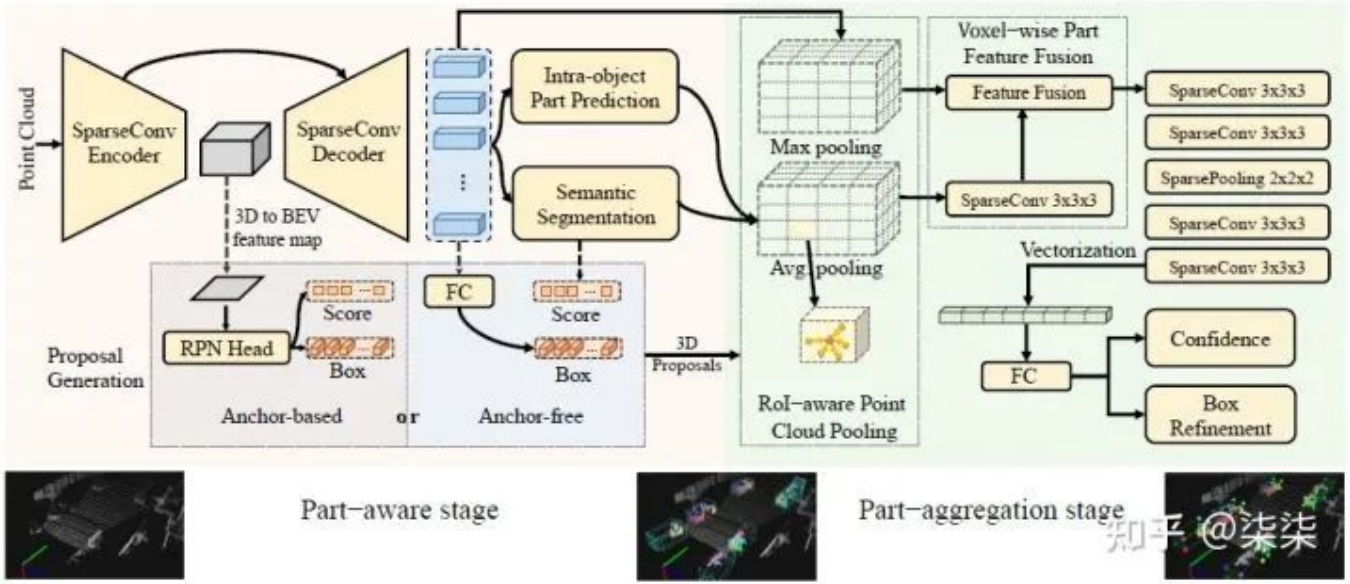 Point Cloud
SparseConv
Encoder
SparseConv
Decoder
3D to BEV
feature map
...
Intra-object
Part Prediction
Semantic
Segmentation
Proposal
Generation
RPN Head
...
Score
...
Box
Anchor-based
or
FC
...
Score
...
Box
Anchor-free
3D
Proposals
Max pooling
Avg. pooling
RoI-aware Point
Cloud Pooling
Voxel-wise Part
Feature Fusion
Feature Fusion
SparseConv 3x3x3
SparseConv 3x3x3
SparseConv 3x3x3
SparsePooling 2x2x2
SparseConv 3x3x3
SparseConv 3x3x3
Vectorization
FC
Confidence
Box
Refinement
Part-aware stage
Part-aggregation stage
知乎 @柒柒